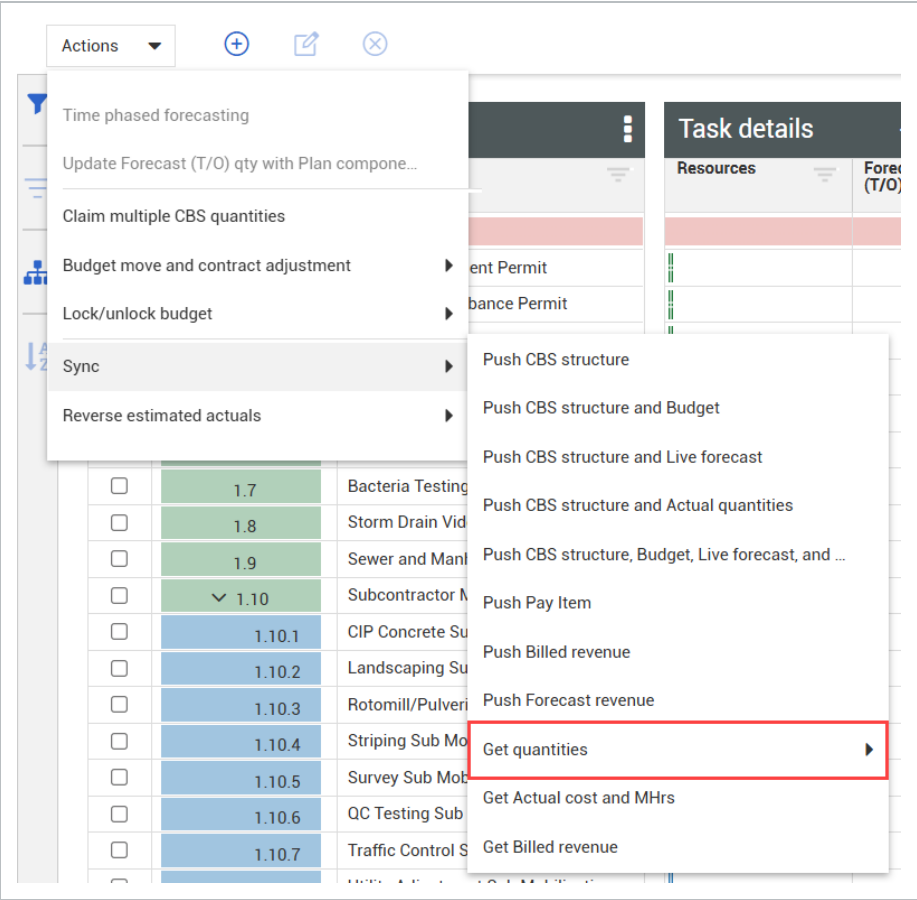 Actions
Time phased forecasting
Update Forecast (T/O) qty with Plan compone...
Claim multiple CBS quantities
Budget move and contract adjustment
Lock/unlock budget
Sync
Reverse estimated actuals
Task details
Resources
Fore
(T/O)
ent Permit
bance Permit
Push CBS structure
Push CBS structure and Budget
Push CBS structure and Live forecast
Push CBS structure and Actual quantities
Push CBS structure, Budget, Live forecast, and ...
Push Pay Item
Push Billed revenue
Push Forecast revenue
Get quantities
Get Actual cost and MHrs
Get Billed revenue
1.7 Bacteria Testing
1.8 Storm Drain Vid
1.9 Sewer and Manh
1.10 Subcontractor M
1.10.1 CIP Concrete Su
1.10.2 Landscaping Su
1.10.3 Rotomill/Pulveri
1.10.4 Striping Sub Mo
1.10.5 Survey Sub Mob
1.10.6 QC Testing Sub
1.10.7 Traffic Control S